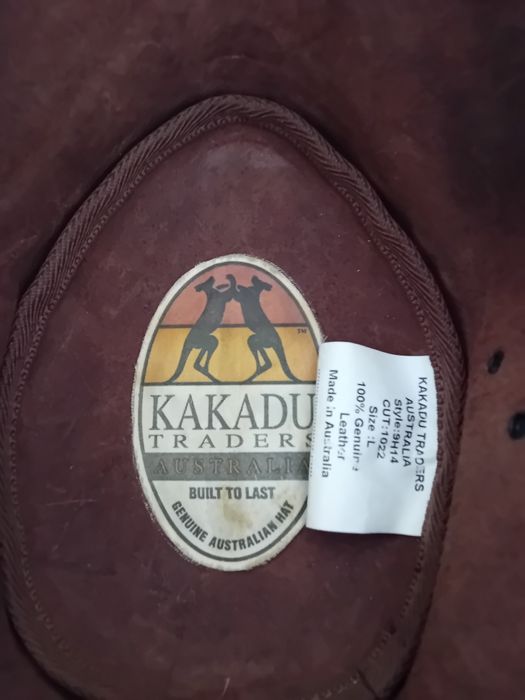 TM
KAKADU
TRADERS
AUSTRALIA
BUILT TO LAST
GENUINE AUSTRALIAN HAT
KAKADU TRADERS
AUSTRALIA
Style:9H14
CUT:1022
Size :L
100% Genuine
Leather
Made in Australia